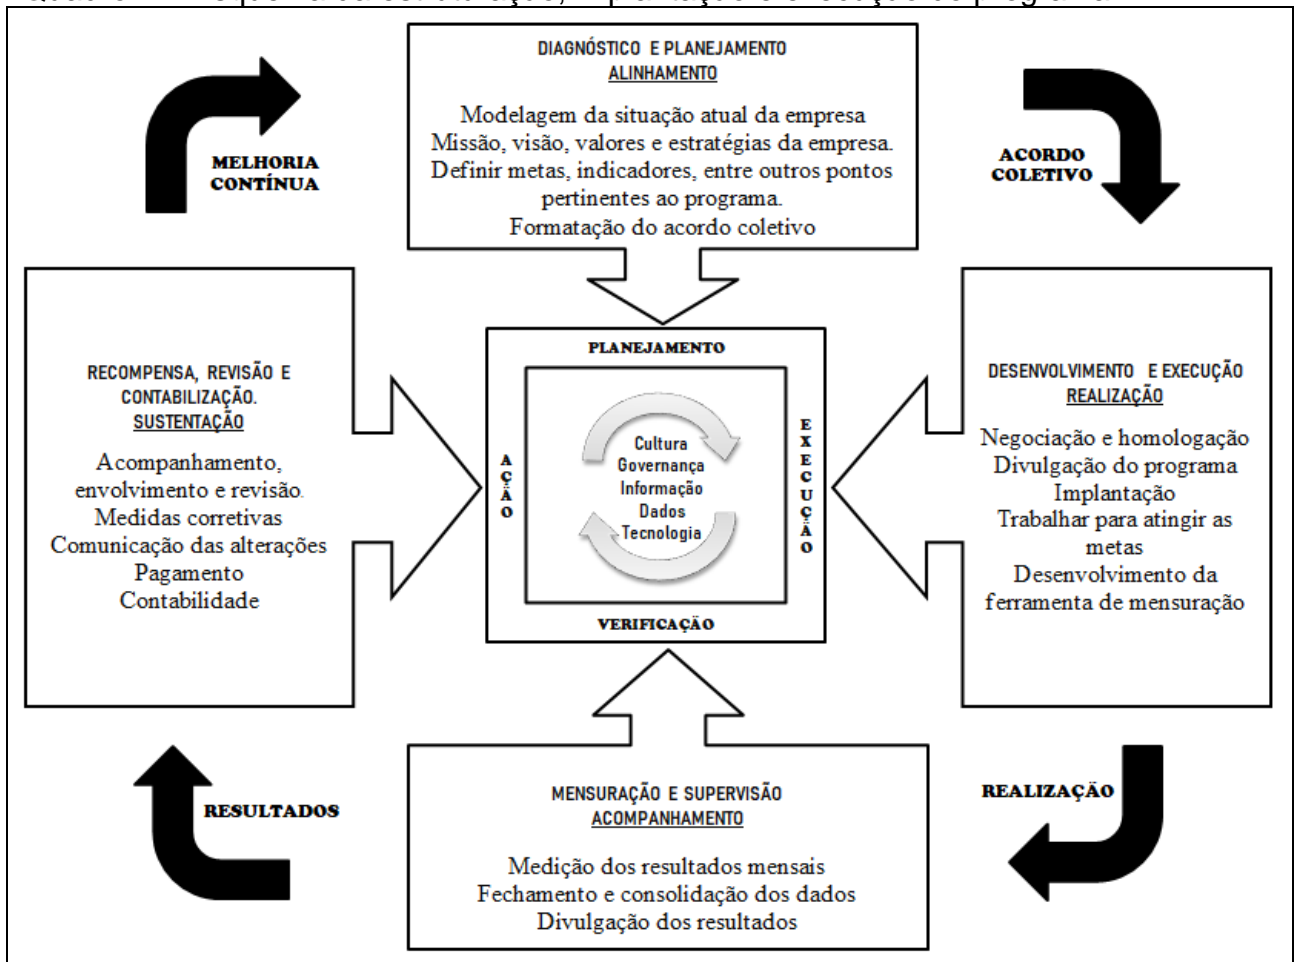 DIAGNÓSTICO E PLANEJAMENTO
ALINHAMENTO
Modelagem da situação atual da empresa
Missão, visão, valores e estratégias da empresa.
Definir metas, indicadores, entre outros pontos
pertinentes ao programa.
Formatação do acordo coletivo
MELHORIA
CONTÍNUA
ACORDO
COLETIVO
RECOMPENSA, REVISÃO E
CONTABILIZAÇÃO.
SUSTENTAÇÃO
Acompanhamento,
envolvimento e revisão.
Medidas corretivas
Comunicação das alterações
Pagamento
Contabilidade
PLANEJAMENTO
AÇÃO
Cultura
Governança
Informação
Dados
Tecnologia
EXECUÇÃO
VERIFICAÇÃO
DESENVOLVIMENTO E EXECUÇÃO
REALIZAÇÃO
Negociação e homologação
Divulgação do programa
Implantação
Trabalhar para atingir as
metas
Desenvolvimento da
ferramenta de mensuração
RESULTADOS
REALIZAÇÃO
MENSURAÇÃO E SUPERVISÃO
ACOMPANHAMENTO
Medição dos resultados mensais
Fechamento e consolidação dos dados
Divulgação dos resultados